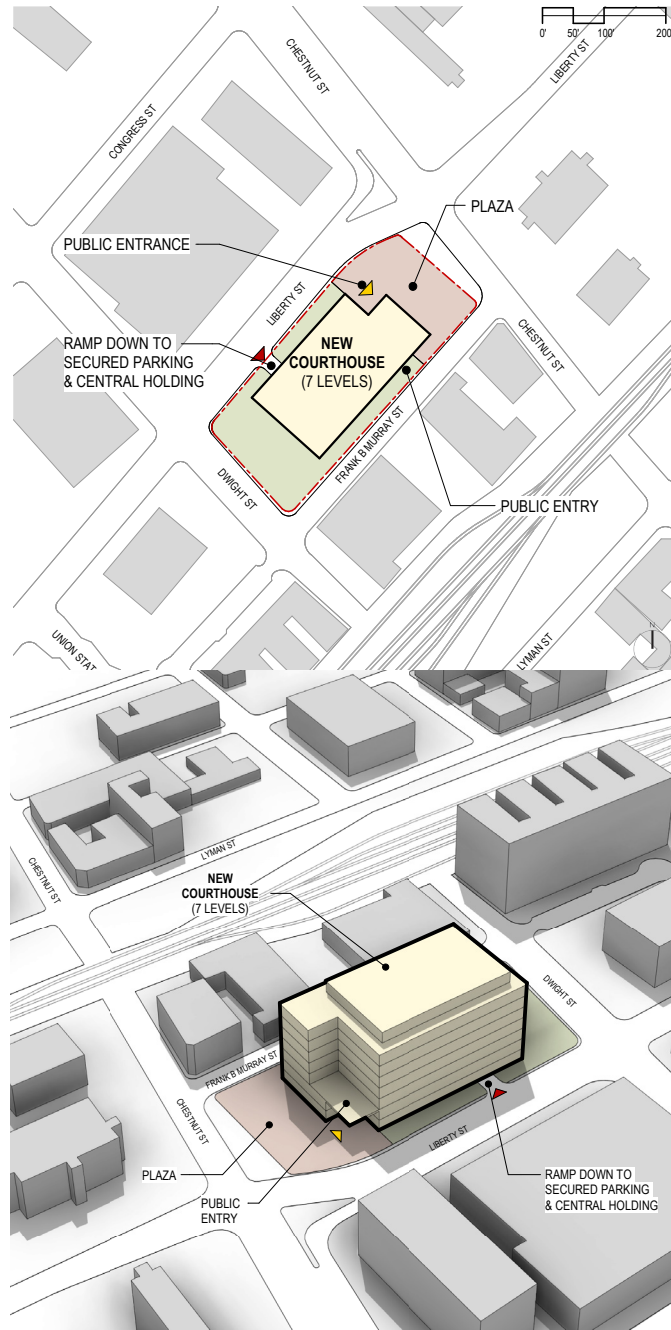 0'
50'
100'
200'
CHESTNUT ST
LIBERTY ST
CONGRESS ST
PLAZA
PUBLIC ENTRANCE
LIBERTY ST
RAMP DOWN TO
SECURED PARKING
& CENTRAL HOLDING
NEW
COURTHOUSE
(7 LEVELS)
CHESTNUT ST
FRANK B MURRAY ST
DWIGHT ST
PUBLIC ENTRY
UNION STAT
LYMAN ST
N
LYMAN ST
CHESTNUT ST
NEW
COURTHOUSE
(7 LEVELS)
DWIGHT ST
FRANK B MURRAY ST
CHESTNUT ST
LIBERTY ST
PLAZA
PUBLIC
ENTRY
RAMP DOWN TO
SECURED PARKING
& CENTRAL HOLDING